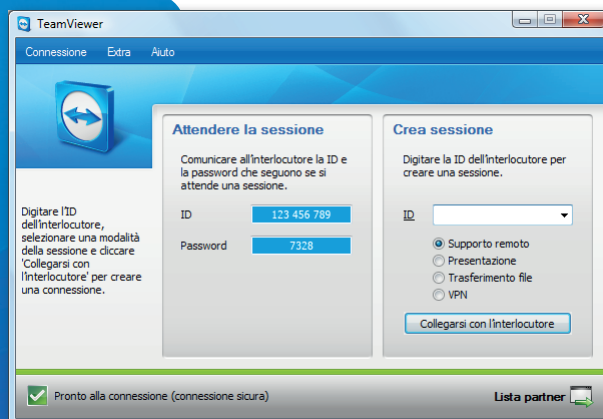 TeamViewer
Connessione Extra Aiuto
Digitare l'ID
dell'interlocutore,
selezionare una modalità
della sessione e cliccare
'Collegarsi con
l'interlocutore' per creare
una connessione.
Attendere la sessione
Comunicare all'interlocutore la ID e
la password che seguono se si
attende una sessione.
ID 123 456 789
Password 7328
Crea sessione
Digitare la ID dell'interlocutore per
creare una sessione.
ID
Supporto remoto
Presentazione
Trasferimento file
VPN
Collegarsi con l'interlocutore
Pronto alla connessione (connessione sicura)
Lista partner